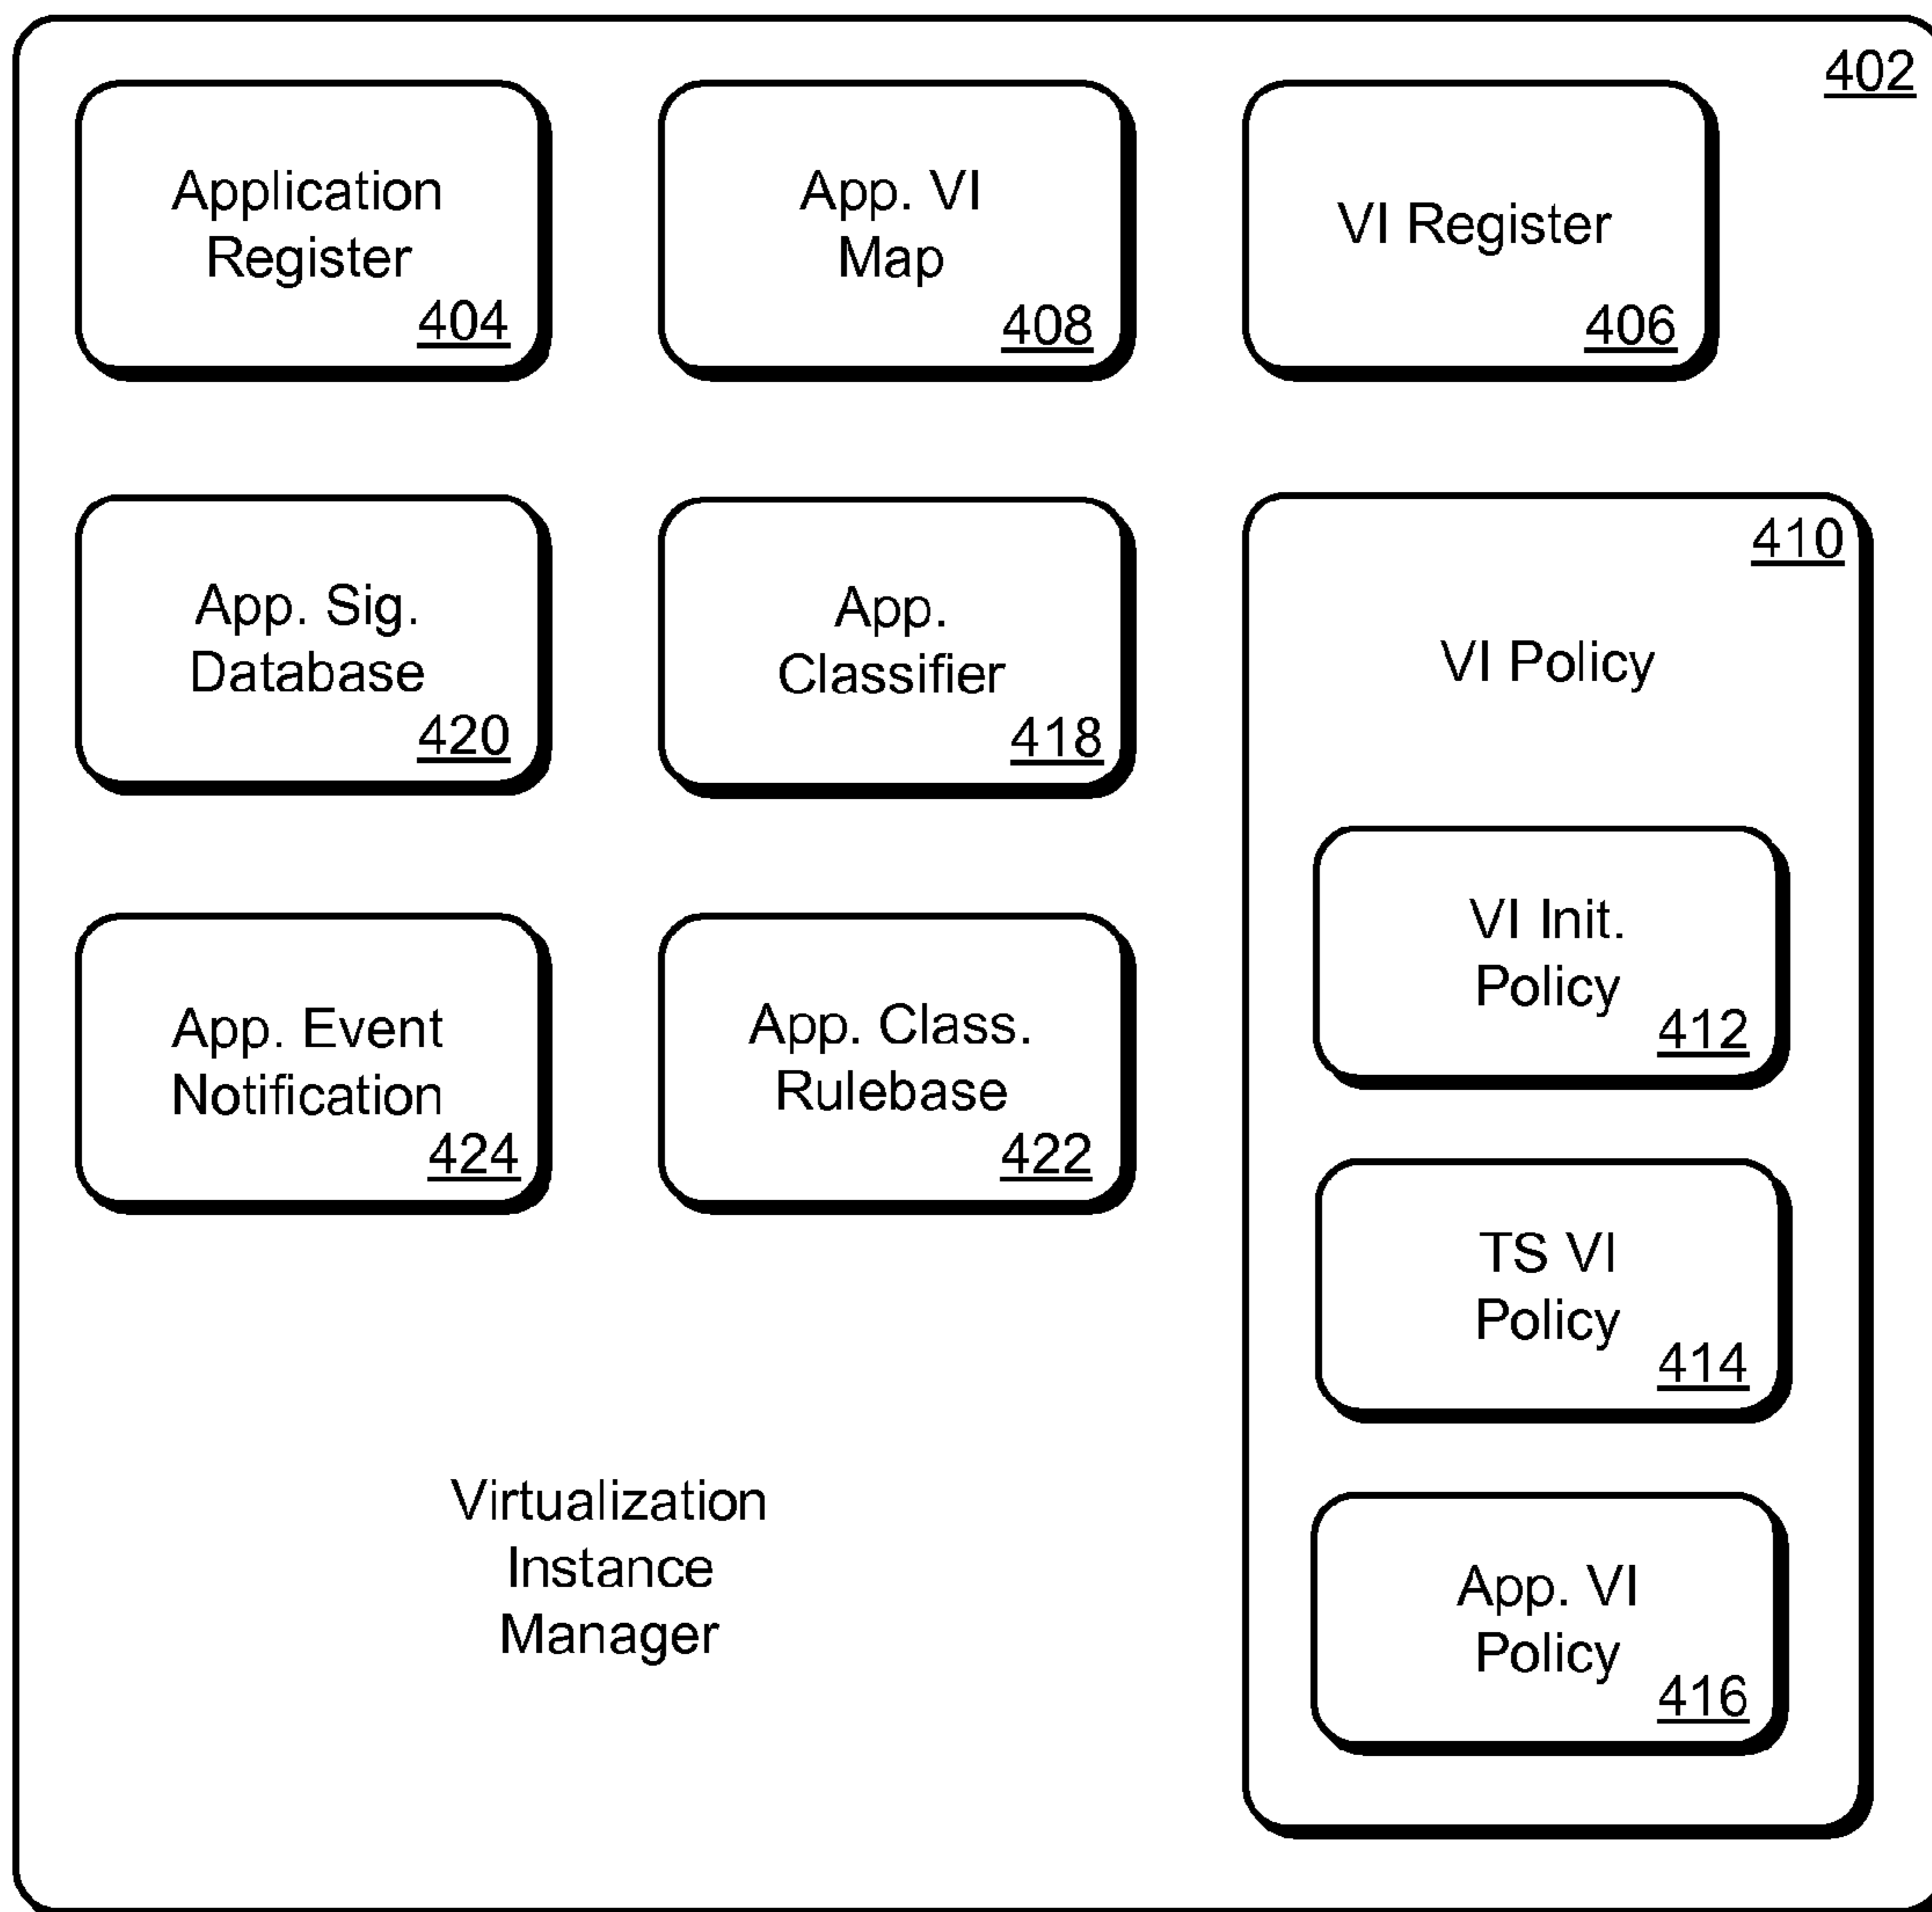 402
Application
Register
404
App. VI
Map
408
VI Register
406
App. Sig.
Database
420
App.
Classifier
418
410
VI Policy
VI Init.
Policy
412
App. Event
Notification
424
App. Class.
Rulebase
422
TS VI
Policy
414
App. VI
Policy
416
Virtualization
Instance
Manager